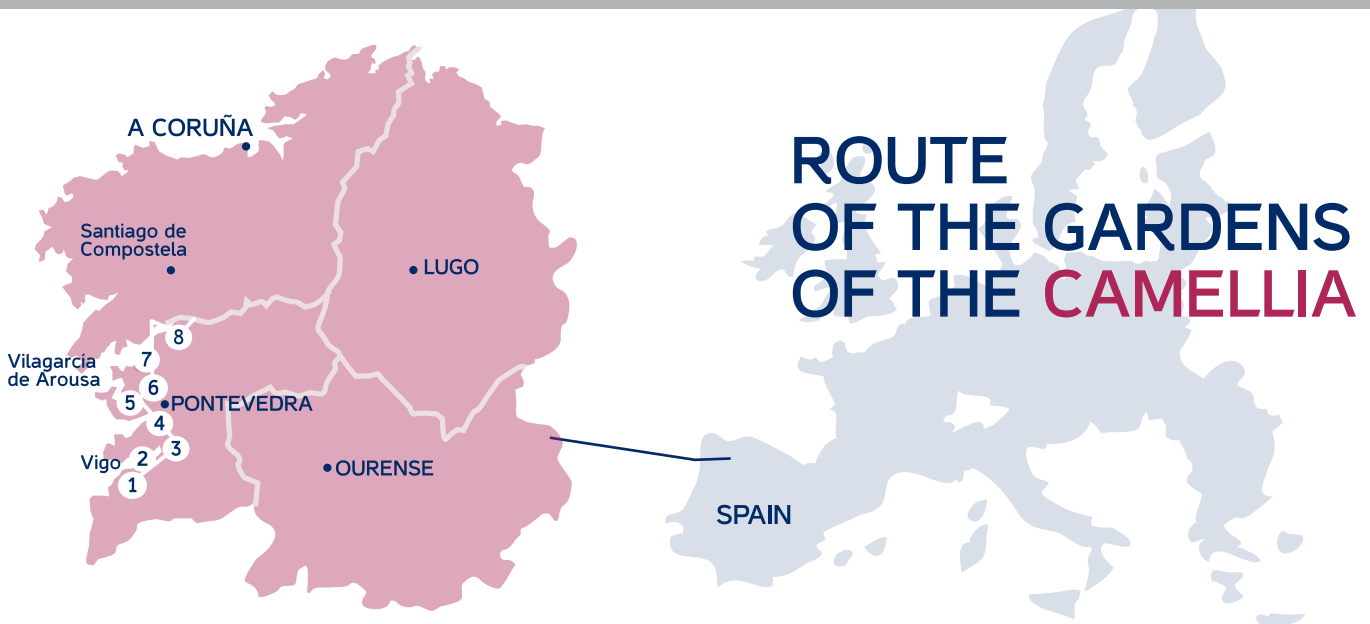 A CORUÑA
Santiago de
Compostela
LUGO
8
Vilagarcía
de Arousa
7
6
5
PONTEVEDRA
4
3
Vigo
2
1
OURENSE
ROUTE
OF THE GARDENS
OF THE CAMELLIA
SPAIN